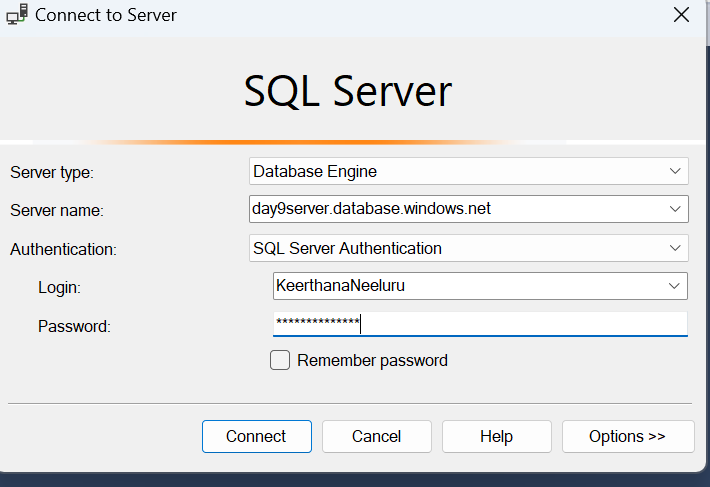 Connect to Server
SQL Server
Server type: Database Engine
Server name: day9server.database.windows.net
Authentication: SQL Server Authentication
Login: KeerthanaNeeluru
Password: **************
Remember password
Connect Cancel Help Options >>